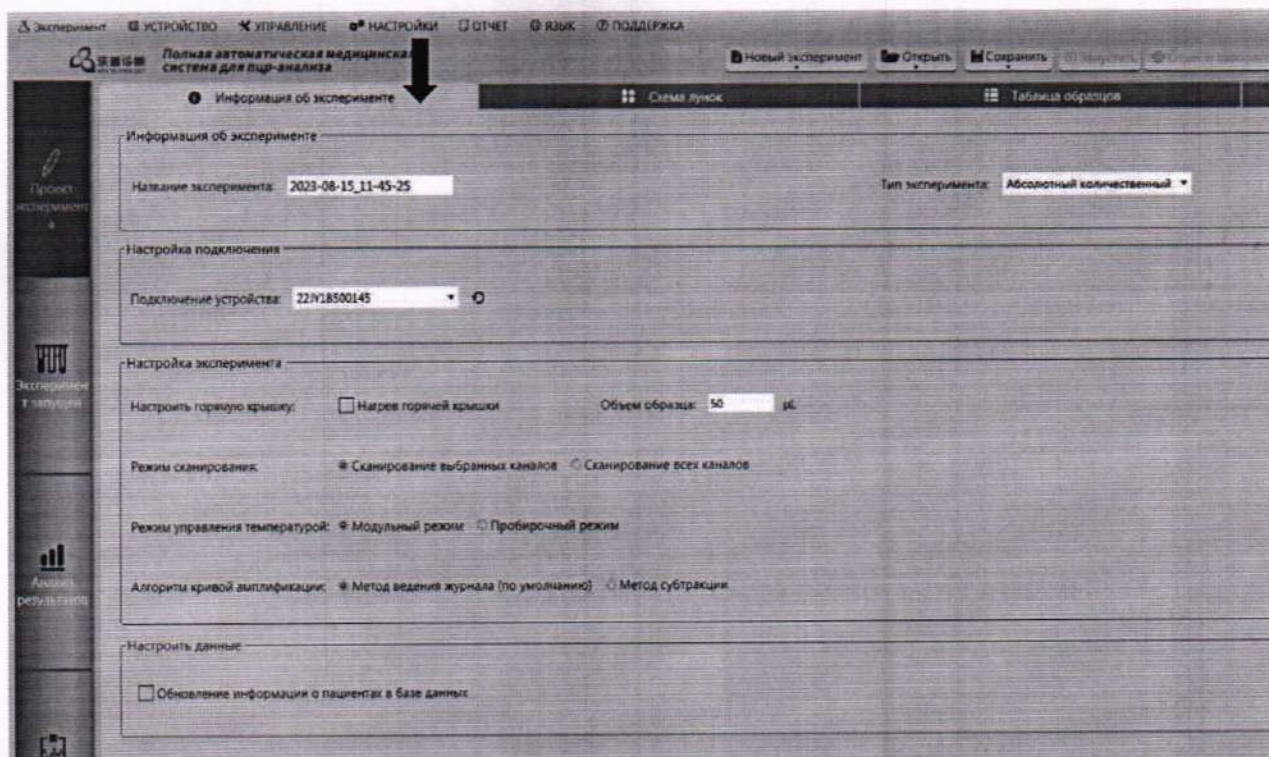 Эксперимент УСТРОЙСТВО УПРАВЛЕНИЕ НАСТРОЙКИ ОТЧЕТ ЯЗЫК ПОДДЕРЖКА
Полная автоматическая медицинская
система для пцр-анализа
Новый эксперимент Открыть Сохранить
Информация об эксперименте Схема лунок Таблица образцов
Информация об эксперименте
Название эксперимента: 2023-08-15_11-45-25 Тип эксперимента: Абсолютный количественный
Проект
эксперимент
а
Настройка подключения
Подключение устройства: 22JY18500145
Настройка эксперимента
Эксперимен
т запущен
Настроить горячую крышку: Нагрев горячей крышки Объем образца: 50 μL
Режим сканирования: Сканирование выбранных каналов Сканирование всех каналов
Режим управления температурой: Модульный режим Пробирочный режим
Анализ
результатов
Алгоритм кривой амплификации: Метод ведения журнала (по умолчанию) Метод субтракции
Настроить данные
Обновление информации о пациентах в базе данных